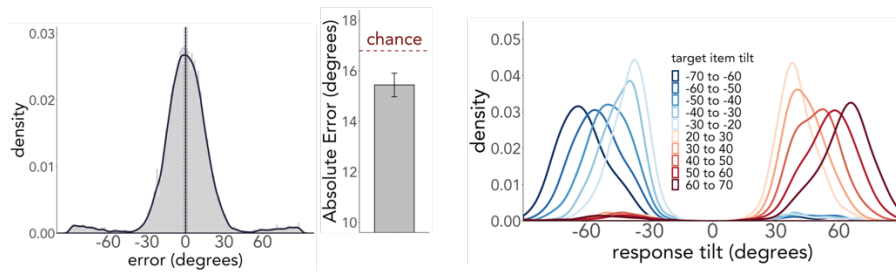 0.03
0.02
0.01
0.00
density
-60
-30
0
30
60
error (degrees)
18
16
14
12
10
Absolute Error (degrees)
chance
0.05
0.04
0.03
0.02
0.01
0.00
density
target item tilt
-70 to -60
-60 to -50
-50 to -40
-40 to -30
-30 to -20
20 to 30
30 to 40
40 to 50
50 to 60
60 to 70
-60
-30
0
30
60
response tilt (degrees)